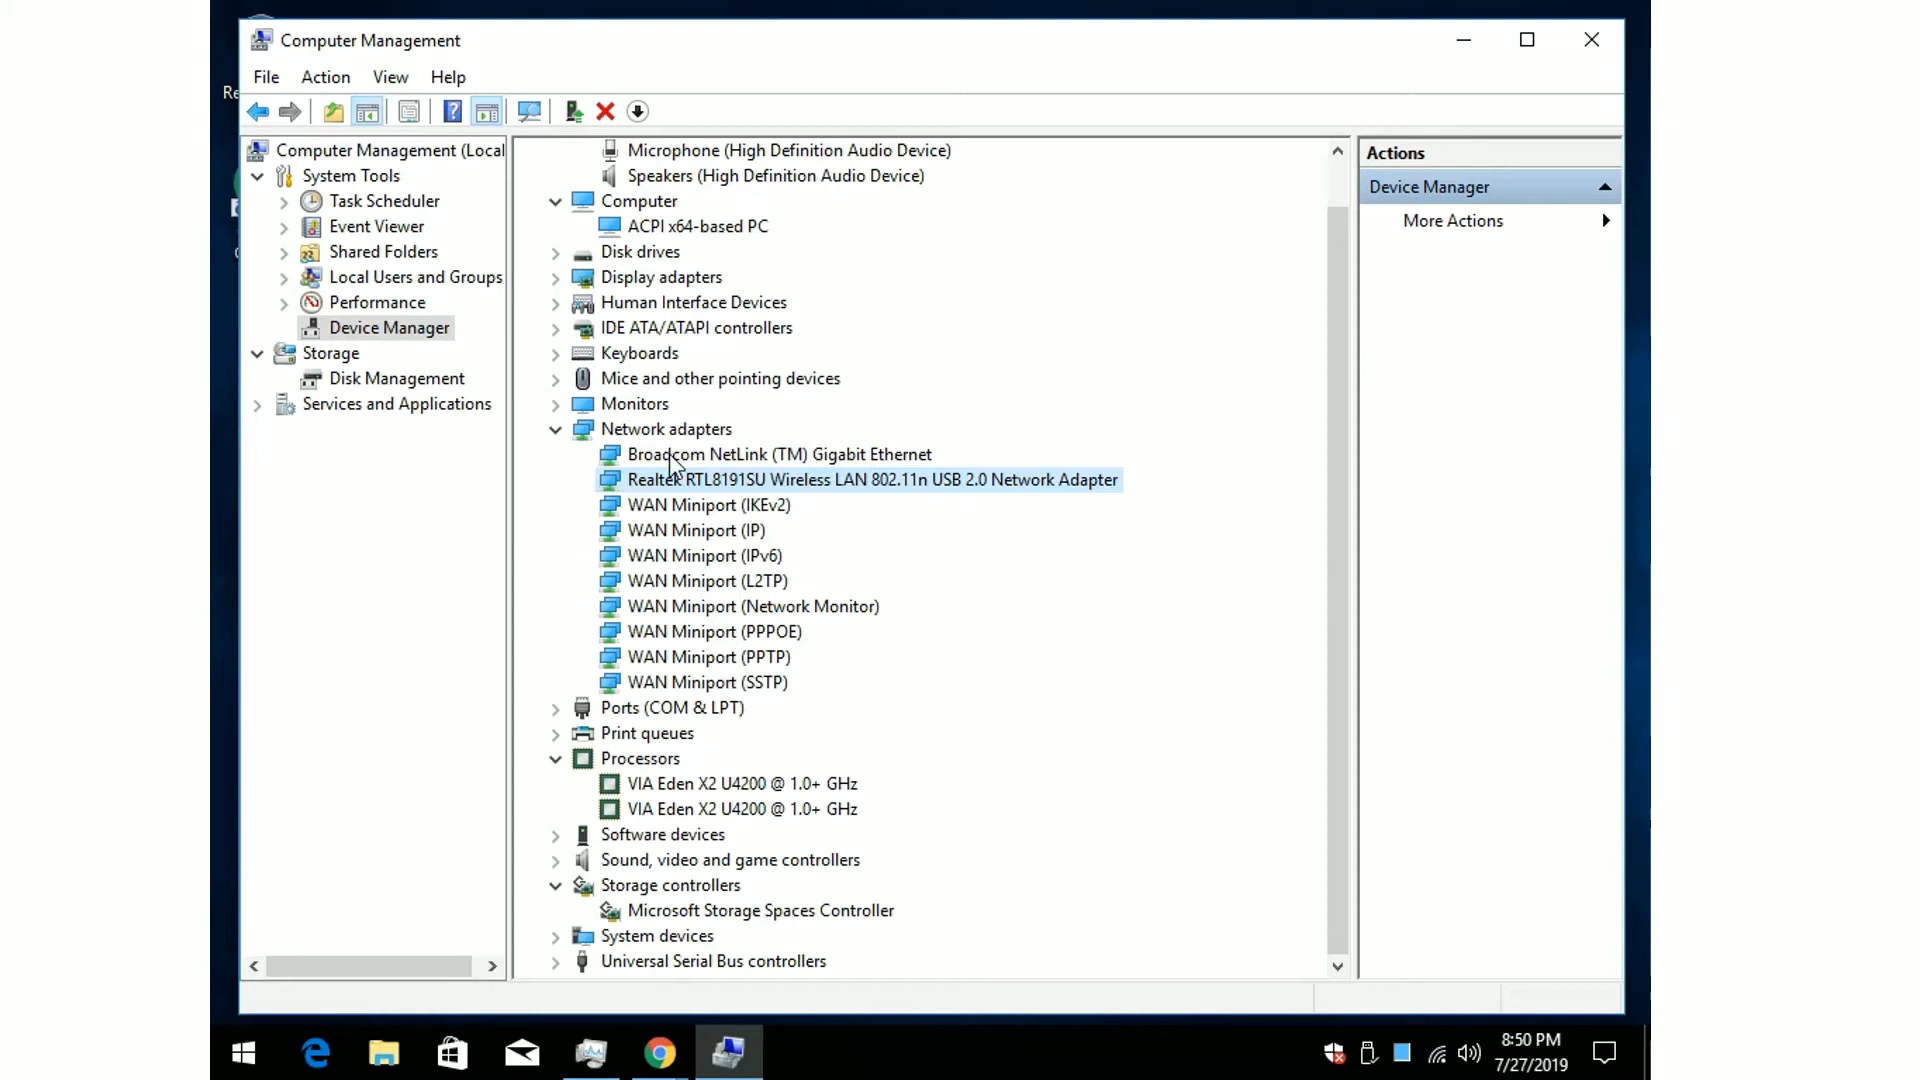 Re
Computer Management
File Action View Help
Computer Management (Local
System Tools
Task Scheduler
Event Viewer
Shared Folders
Local Users and Groups
Performance
Device Manager
Storage
Disk Management
Services and Applications
Microphone (High Definition Audio Device)
Speakers (High Definition Audio Device)
Computer
ACPI x64-based PC
Disk drives
Display adapters
Human Interface Devices
IDE ATA/ATAPI controllers
Keyboards
Mice and other pointing devices
Monitors
Network adapters
Broadcom NetLink (TM) Gigabit Ethernet
Realtek RTL8191SU Wireless LAN 802.11n USB 2.0 Network Adapter
WAN Miniport (IKEv2)
WAN Miniport (IP)
WAN Miniport (IPv6)
WAN Miniport (L2TP)
WAN Miniport (Network Monitor)
WAN Miniport (PPPOE)
WAN Miniport (PPTP)
WAN Miniport (SSTP)
Ports (COM & LPT)
Print queues
Processors
VIA Eden X2 U4200 @ 1.0+ GHz
VIA Eden X2 U4200 @ 1.0+ GHz
Software devices
Sound, video and game controllers
Storage controllers
Microsoft Storage Spaces Controller
System devices
Universal Serial Bus controllers
Actions
Device Manager
More Actions
8:50 PM
7/27/2019